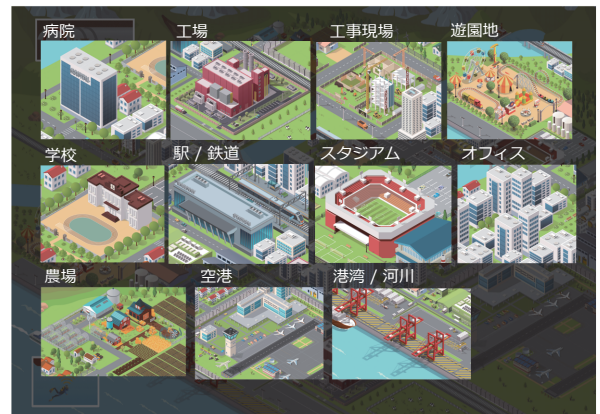 病院
工場
工事現場
遊園地
学校
駅 / 鉄道
スタジアム
オフィス
農場
空港
港湾 / 河川